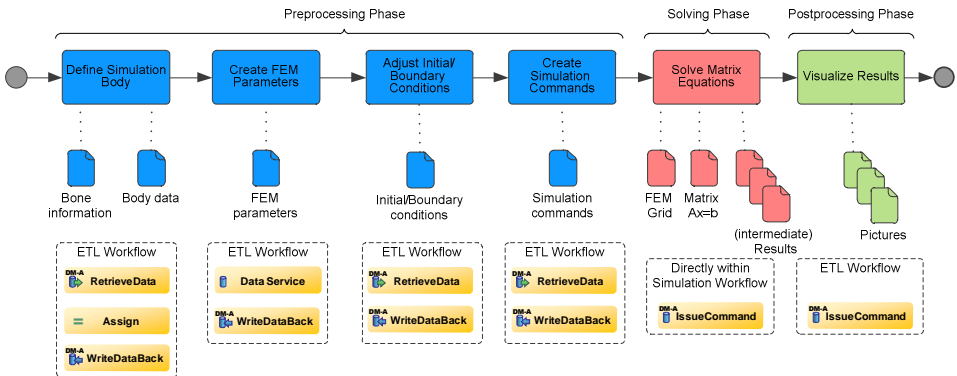 Preprocessing Phase
Solving Phase
Postprocessing Phase
Define Simulation
Body
Create FEM
Parameters
Adjust Initial/
Boundary
Conditions
Create
Simulation
Commands
Solve Matrix
Equations
Visualize Results
Bone
information
Body data
FEM
parameters
Initial/Boundary
conditions
Simulation
commands
FEM
Grid
Matrix
Ax=b
(intermediate)
Results
Pictures
ETL Workflow
DM-A
RetrieveData
Assign
DM-A
WriteDataBack
ETL Workflow
Data Service
DM-A
WriteDataBack
ETL Workflow
DM-A
RetrieveData
DM-A
WriteDataBack
ETL Workflow
DM-A
RetrieveData
DM-A
WriteDataBack
Directly within
Simulation Workflow
DM-A
IssueCommand
ETL Workflow
DM-A
IssueCommand